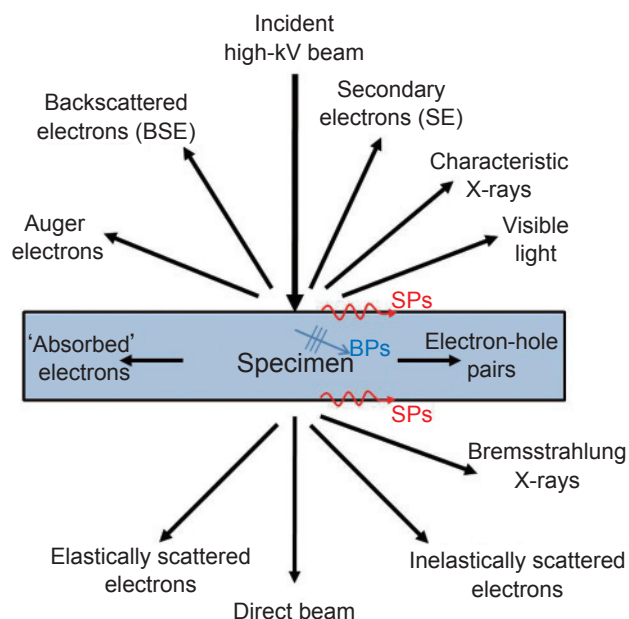 Incident
high-kV beam
Backscattered
electrons (BSE)
Secondary
electrons (SE)
Characteristic
X-rays
Auger
electrons
Visible
light
SPs
'Absorbed'
electrons
Specimen
BPs
Electron-hole
pairs
SPs
Bremsstrahlung
X-rays
Elastically scattered
electrons
Inelastically scattered
electrons
Direct beam